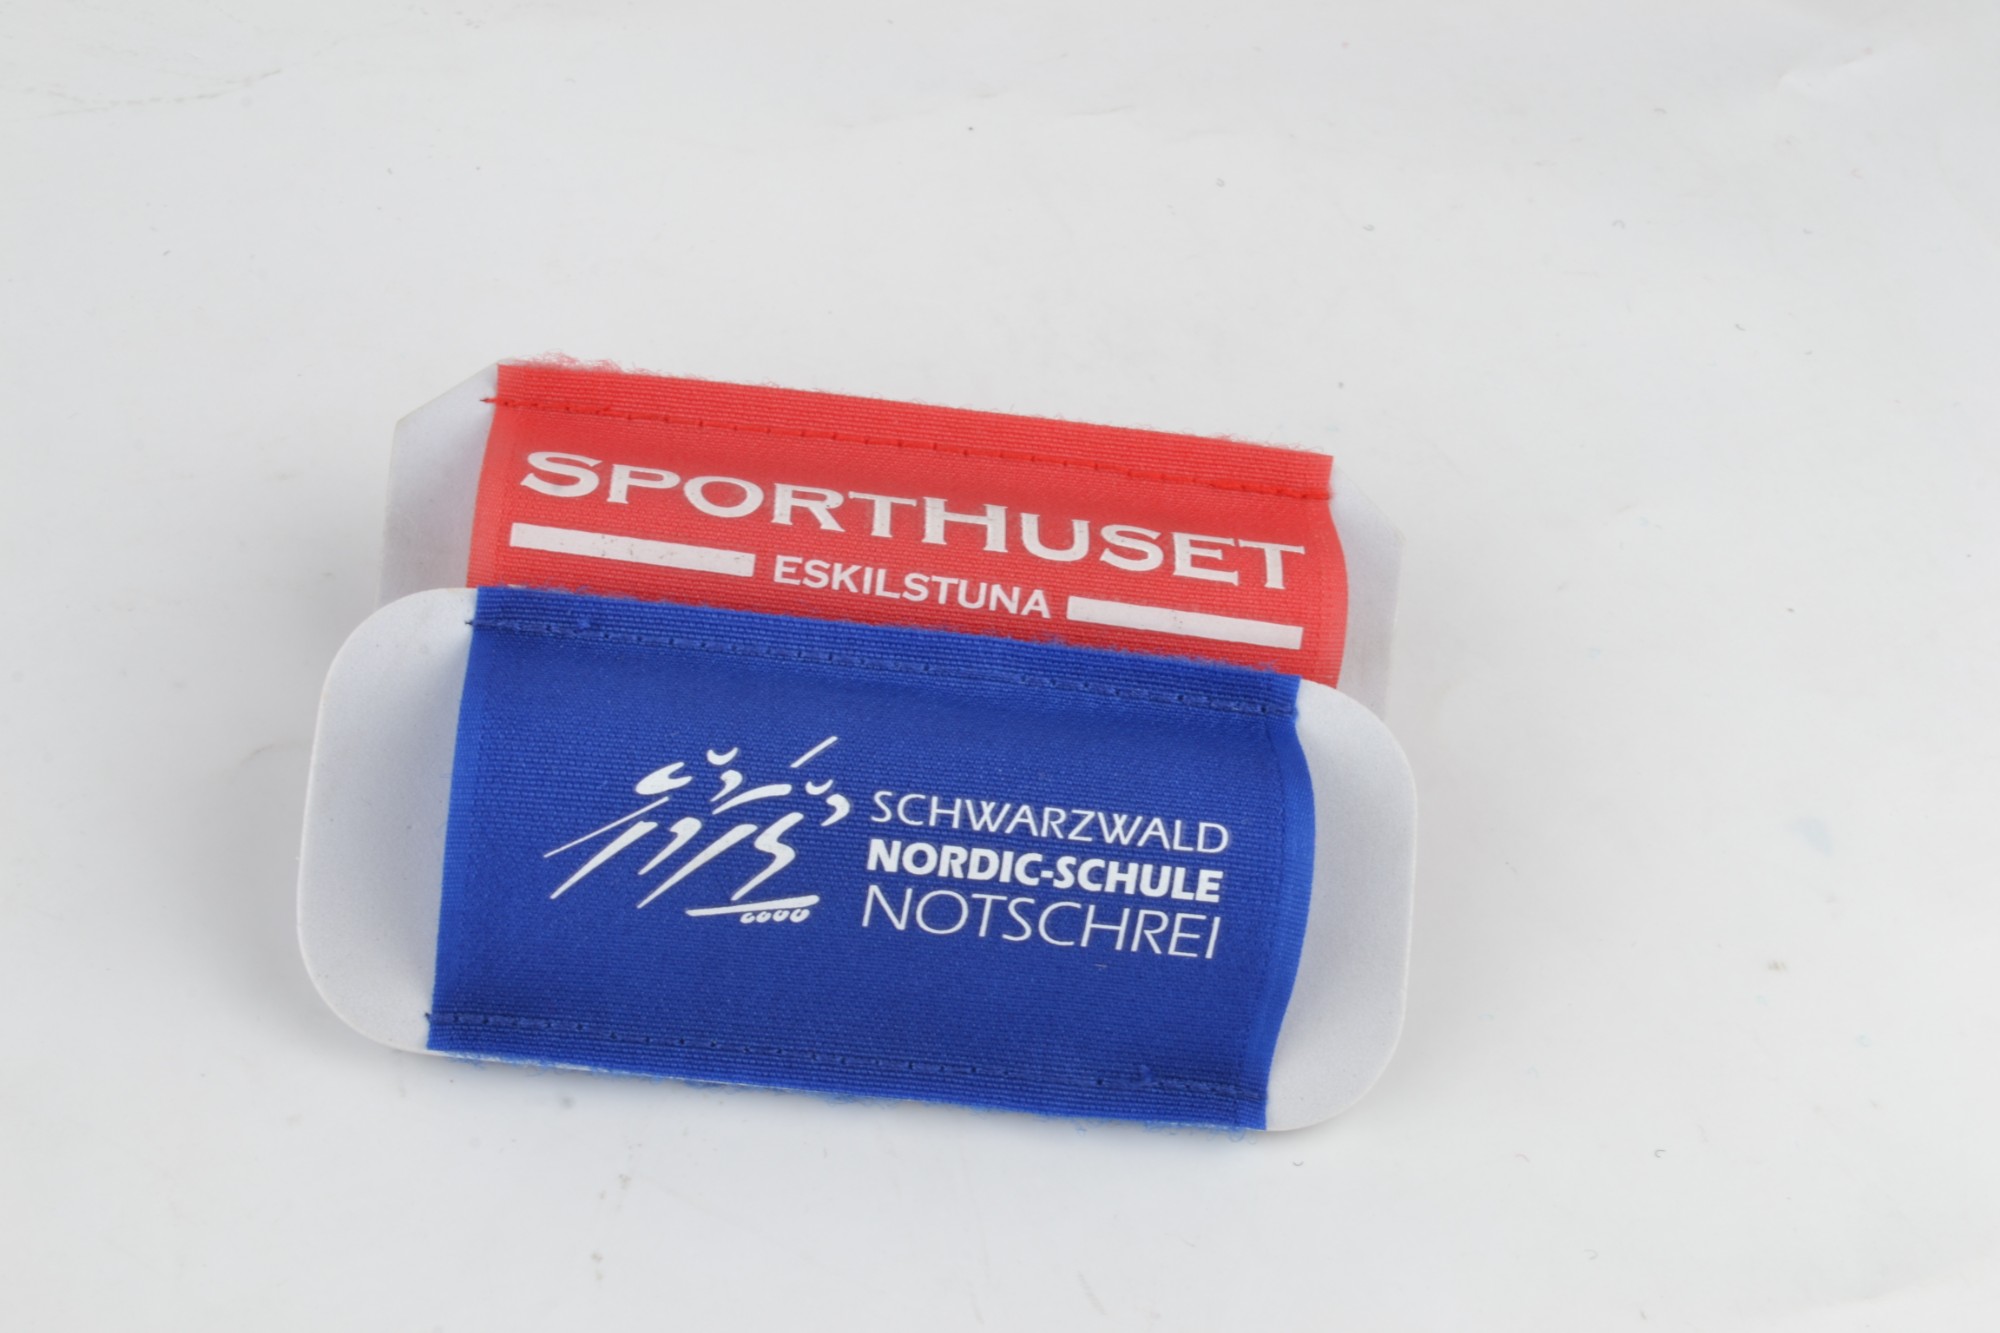 SPORTHUSET
ESKILSTUNA
SCHWARZWALD
NORDIC-SCHULE
NOTSCHREI